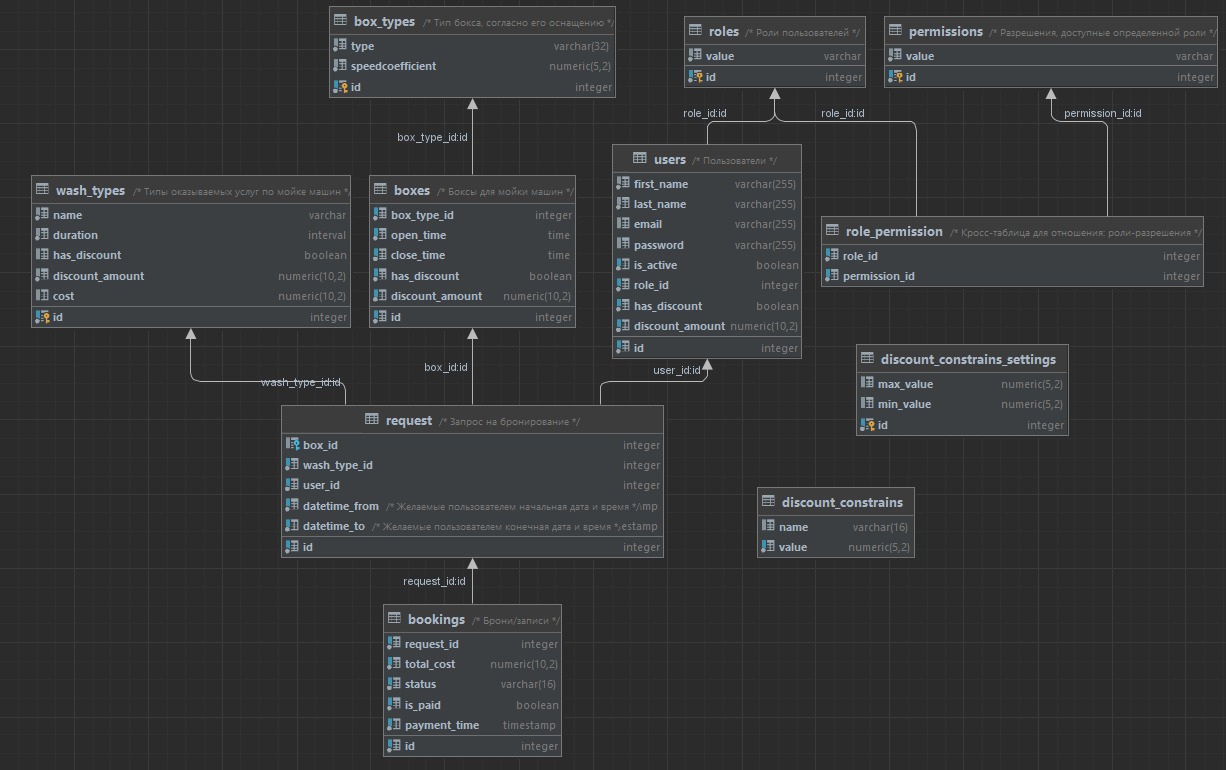 box_types /* Тип бокса, согласно его оснащению */
type varchar(32)
speedcoefficient numeric(5,2)
id integer
roles /* Роли пользователей */
value varchar
id integer
permissions /* Разрешения, доступные определенной роли */
value varchar
id integer
box_type_id:id
role_id:id
role_id:id
permission_id:id
wash_types /* Типы оказываемых услуг по мойке машин */
name varchar
duration interval
has_discount boolean
discount_amount numeric(10,2)
cost numeric(10,2)
id integer
boxes /* Боксы для мойки машин */
box_type_id integer
open_time time
close_time time
has_discount boolean
discount_amount numeric(10,2)
id integer
users /* Пользователи */
first_name varchar(255)
last_name varchar(255)
email varchar(255)
password varchar(255)
is_active boolean
role_id integer
has_discount boolean
discount_amount numeric(10,2)
id integer
role_permission /* Кросс-таблица для отношения: роли-разрешения */
role_id integer
permission_id integer
wash_type_id:id
box_id:id
user_id:id
discount_constrains_settings
max_value numeric(5,2)
min_value numeric(5,2)
id integer
request /* Запрос на бронирование */
box_id integer
wash_type_id integer
user_id integer
datetime_from /* Желаемые пользователем начальная дата и время */mp
datetime_to /* Желаемые пользователем конечная дата и время */estamp
id integer
discount_constrains
name varchar(16)
value numeric(5,2)
request_id:id
bookings /* Брони/записи */
request_id integer
total_cost numeric(10,2)
status varchar(16)
is_paid boolean
payment_time timestamp
id integer